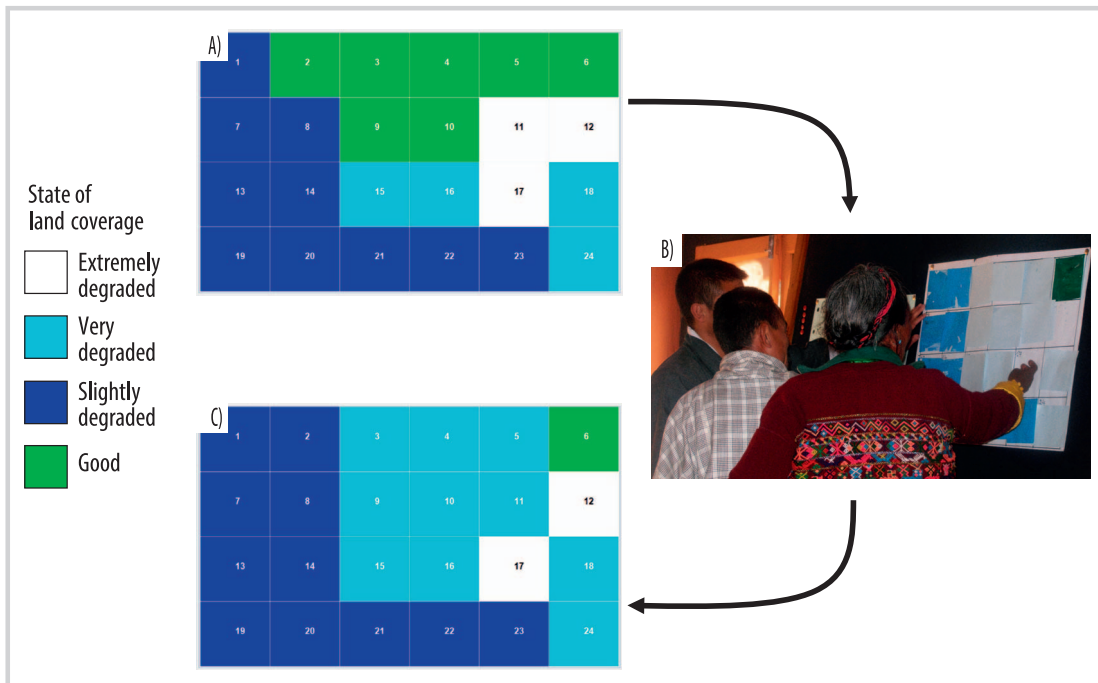 A)
1 2 3 4 5 6
7 8 9 10 11 12
13 14 15 16 17 18
19 20 21 22 23 24
State of
land coverage
Extremely
degraded
Very
degraded
Slightly
degraded
Good
B)
C)
1 2 3 4 5 6
7 8 9 10 11 12
13 14 15 16 17 18
19 20 21 22 23 24